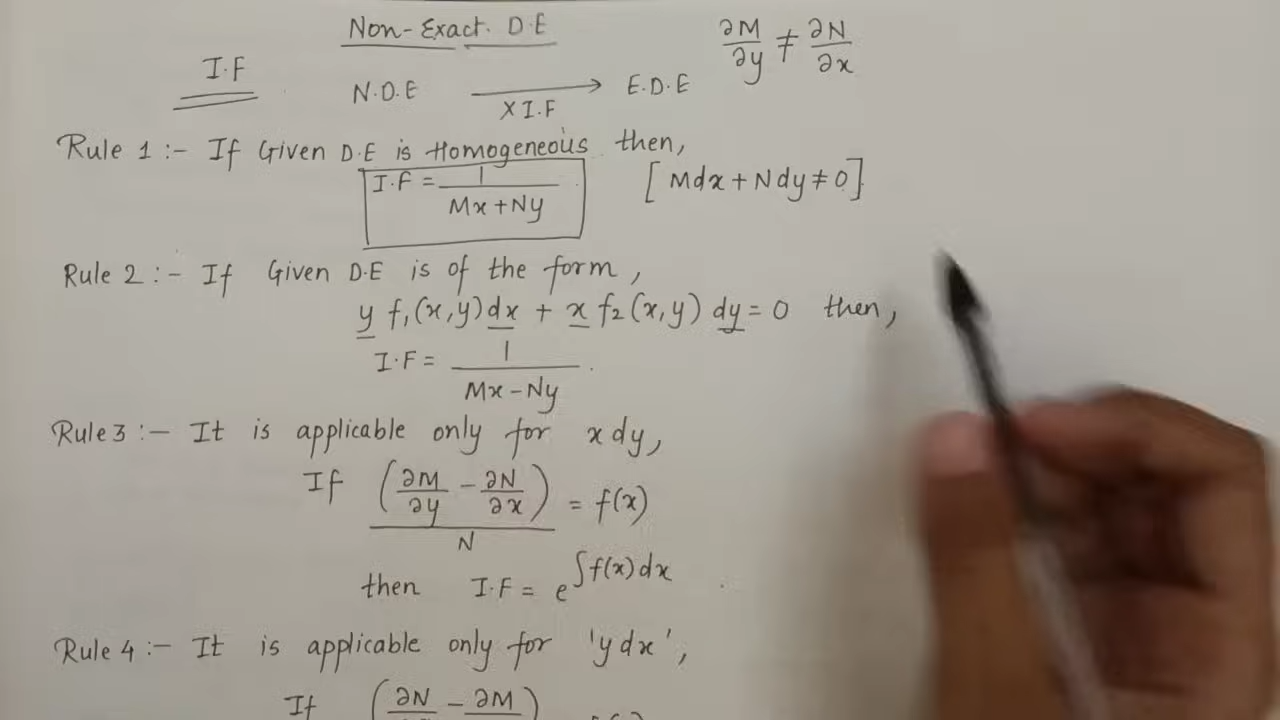 Non-Exact. D.E
∂M/∂y ≠ ∂N/∂x
I.F
N.D.E → E.D.E
X I.F
Rule 1 :- If Given D.E is Homogeneous then,
I.F = 1/(Mx + Ny) [Mdx + Ndy ≠ 0]
Rule 2 :- If Given D.E is of the form,
y f₁(x,y) dx + x f₂(x,y) dy = 0 then,
I.F = 1/(Mx - Ny).
Rule 3 :- It is applicable only for x dy,
If (∂M/∂y - ∂N/∂x)/N = f(x)
then I.F = e^∫f(x)dx
Rule 4 :- It is applicable only for 'y dx',
If (∂N - ∂M)